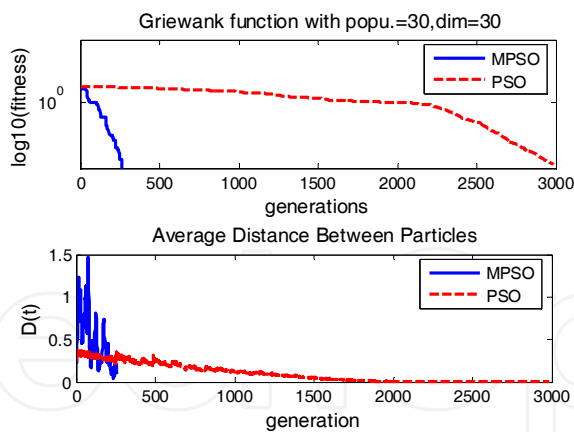 Griewank function with popu.=30,dim=30
log10(fitness)
10^0
MPSO
PSO
0 500 1000 1500 2000 2500 3000
generations
Average Distance Between Particles
D(t)
1.5
1
0.5
0
MPSO
PSO
0 500 1000 1500 2000 2500 3000
generation